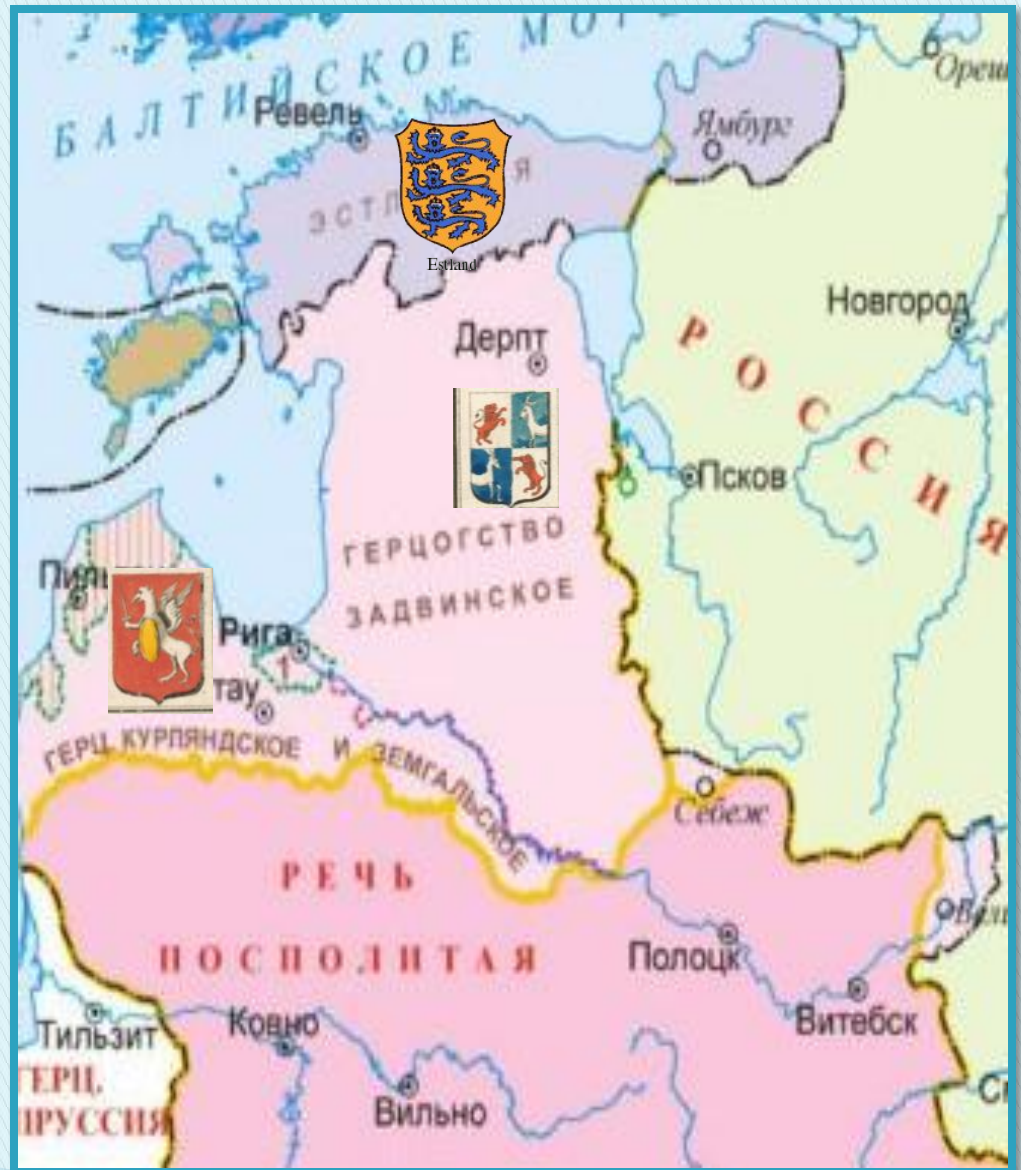 БАЛТИЙСКОЕ МО
Ореш
Ревель
Ямбург
Estland
Новгород
Дерпт
РОССИЯ
Псков
ГЕРЦОГСТВО
ЗАДВИНСКОЕ
Рига
1
тау
ГЕРЦ КУРЛЯНДСКОЕ И ЗЕМГАЛЬСКОЕ
Себеж
РЕЧЬ
ПОСПОЛИТАЯ
Полоцк
Витебск
Тильзит
Ковно
ГЕРЦ.
ПРУССИЯ
Вильно